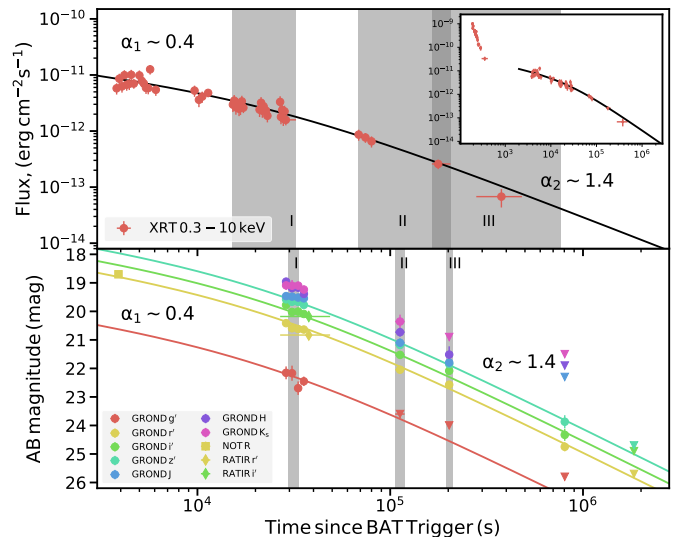 10⁻¹⁰
10⁻¹¹
10⁻¹²
10⁻¹³
10⁻¹⁴
Flux, (erg cm⁻²s⁻¹)
α₁ ∼ 0.4
α₂ ∼ 1.4
I
II
III
XRT 0.3 − 10 keV
10⁻⁹
10⁻¹⁰
10⁻¹¹
10⁻¹²
10⁻¹³
10⁻¹⁴
10³
10⁴
10⁵
10⁶
18
19
20
21
22
23
24
25
26
AB magnitude (mag)
I
II
III
α₁ ∼ 0.4
α₂ ∼ 1.4
GROND g′
GROND r′
GROND i′
GROND z′
GROND J
GROND H
GROND Kₛ
NOT R
RATIR r′
RATIR i′
10⁴
10⁵
10⁶
Time since BAT Trigger (s)